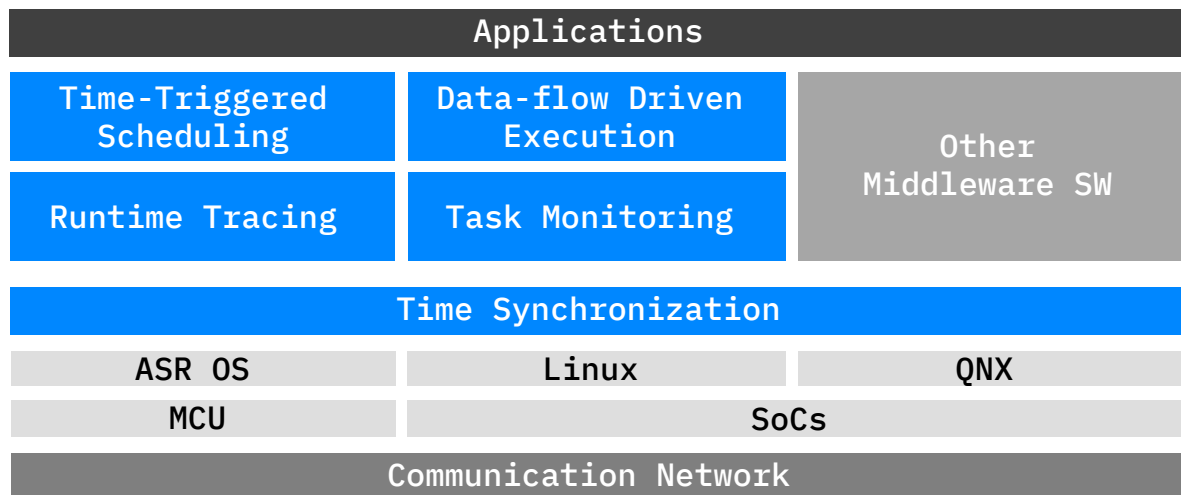 Applications
Time-Triggered
Scheduling
Data-flow Driven
Execution
Other
Middleware SW
Runtime Tracing
Task Monitoring
Time Synchronization
ASR OS
Linux
QNX
MCU
SoCs
Communication Network